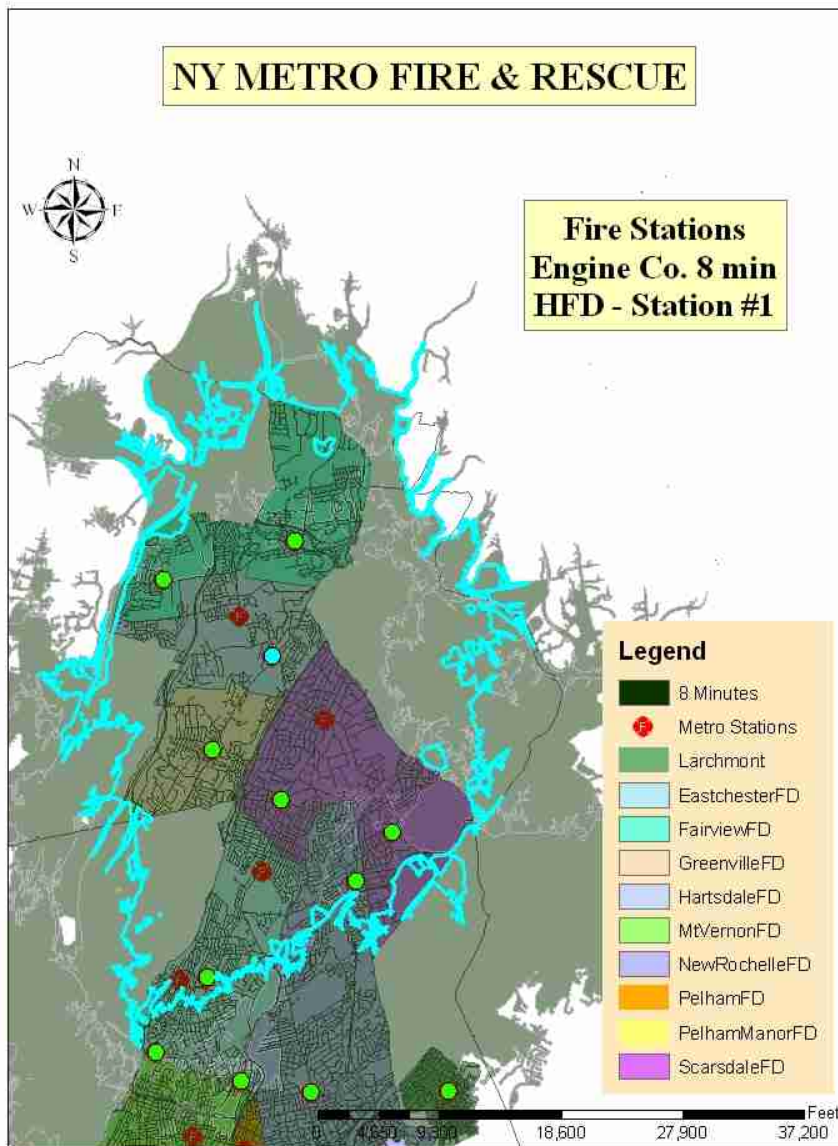 NY METRO FIRE & RESCUE
N
W E
S
Fire Stations
Engine Co. 8 min
HFD - Station #1
Legend
8 Minutes
F Metro Stations
Larchmont
EastchesterFD
FairviewFD
GreenvilleFD
HartsdaleFD
MtVernonFD
NewRochelleFD
PelhamFD
PelhamManorFD
ScarsdaleFD
Feet
0 4,650 9,300 18,600 27,900 37,200